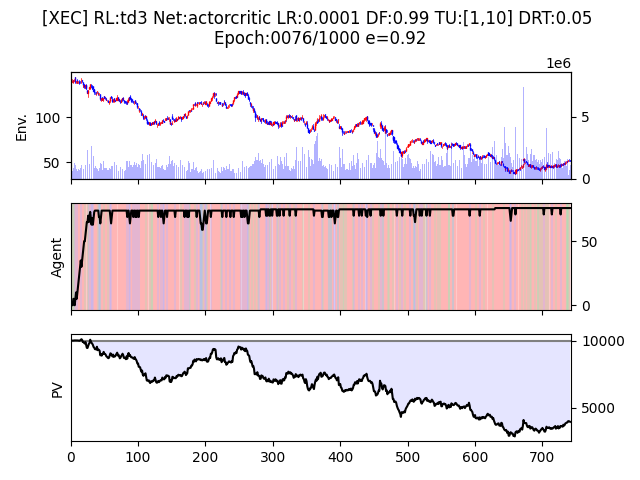 [XEC] RL:td3 Net:actorcritic LR:0.0001 DF:0.99 TU:[1,10] DRT:0.05
Epoch:0076/1000 e=0.92
1e6
Env.
100
50
5
0
Agent
50
0
PV
10000
5000
0 100 200 300 400 500 600 700